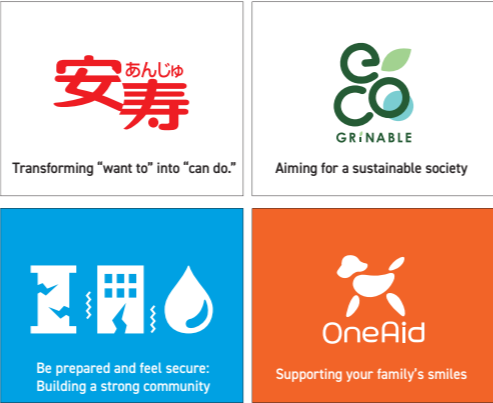 あんじゅ
安寿
Transforming “want to” into “can do.”
eco
GRiNABLE
Aiming for a sustainable society
Be prepared and feel secure:
Building a strong community
OneAid
Supporting your family’s smiles